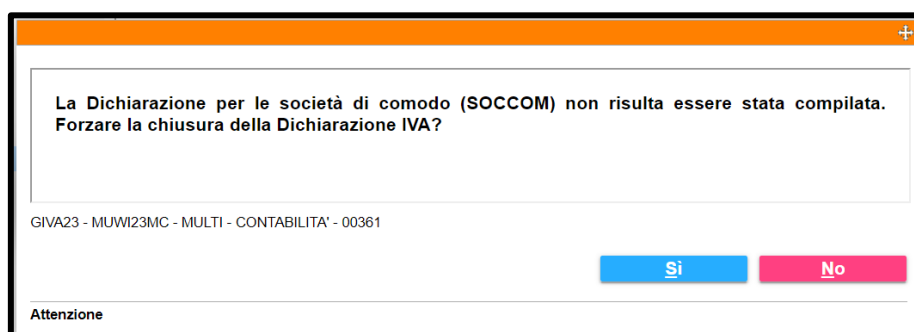 La Dichiarazione per le società di comodo (SOCCOM) non risulta essere stata compilata.
Forzare la chiusura della Dichiarazione IVA?
GIVA23 - MUWI23MC - MULTI - CONTABILITA' - 00361
Sì No
Attenzione